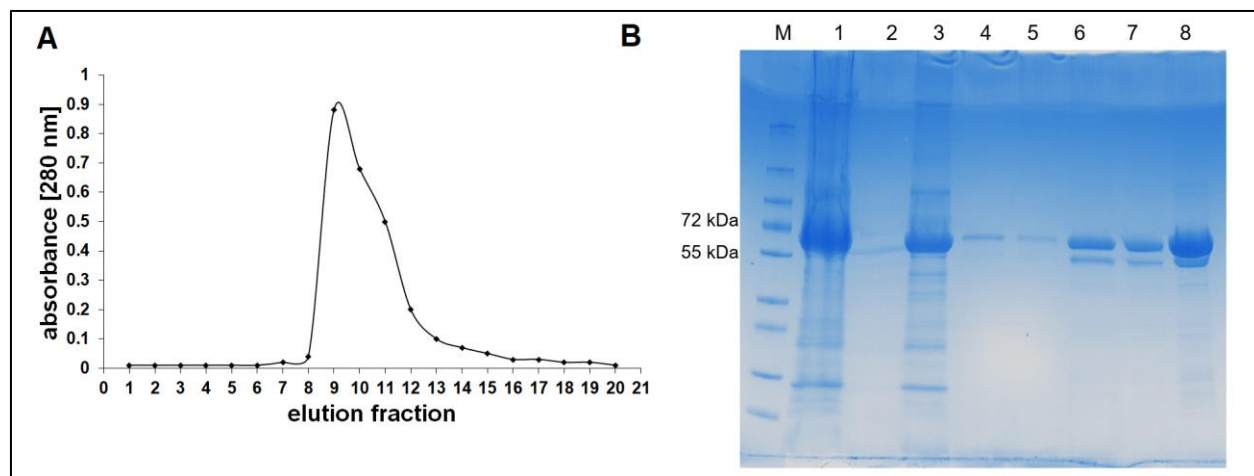 A
absorbance [280 nm]
1
0.9
0.8
0.7
0.6
0.5
0.4
0.3
0.2
0.1
0
0 1 2 3 4 5 6 7 8 9 10 11 12 13 14 15 16 17 18 19 20 21
elution fraction
B
M 1 2 3 4 5 6 7 8
72 kDa
55 kDa